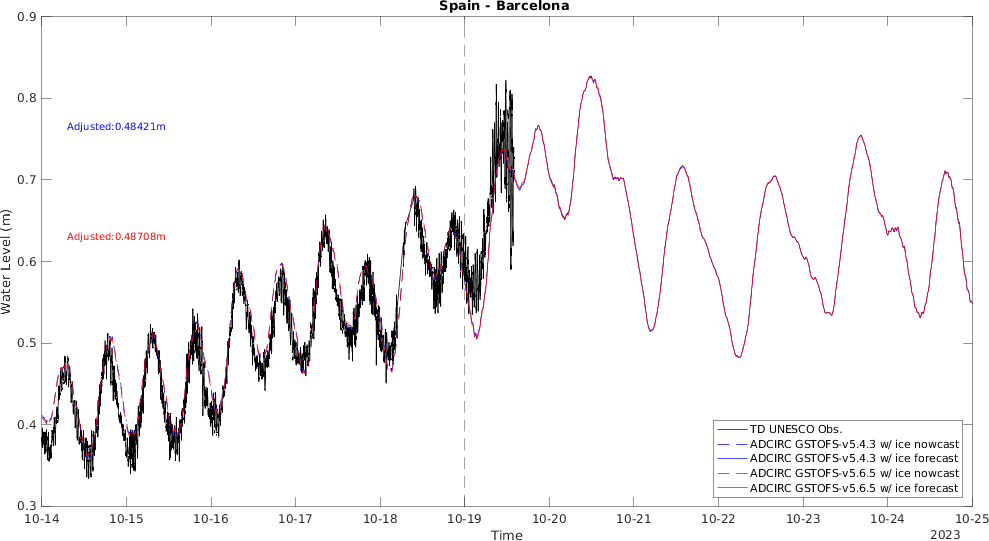 Spain - Barcelona
Water Level (m)
0.9
0.8
0.7
0.6
0.5
0.4
0.3
Adjusted:0.48421m
Adjusted:0.48708m
TD UNESCO Obs.
ADCIRC GSTOFS-v5.4.3 w/ ice nowcast
ADCIRC GSTOFS-v5.4.3 w/ ice forecast
ADCIRC GSTOFS-v5.6.5 w/ ice nowcast
ADCIRC GSTOFS-v5.6.5 w/ ice forecast
10-14 10-15 10-16 10-17 10-18 10-19 10-20 10-21 10-22 10-23 10-24 10-25
Time
2023